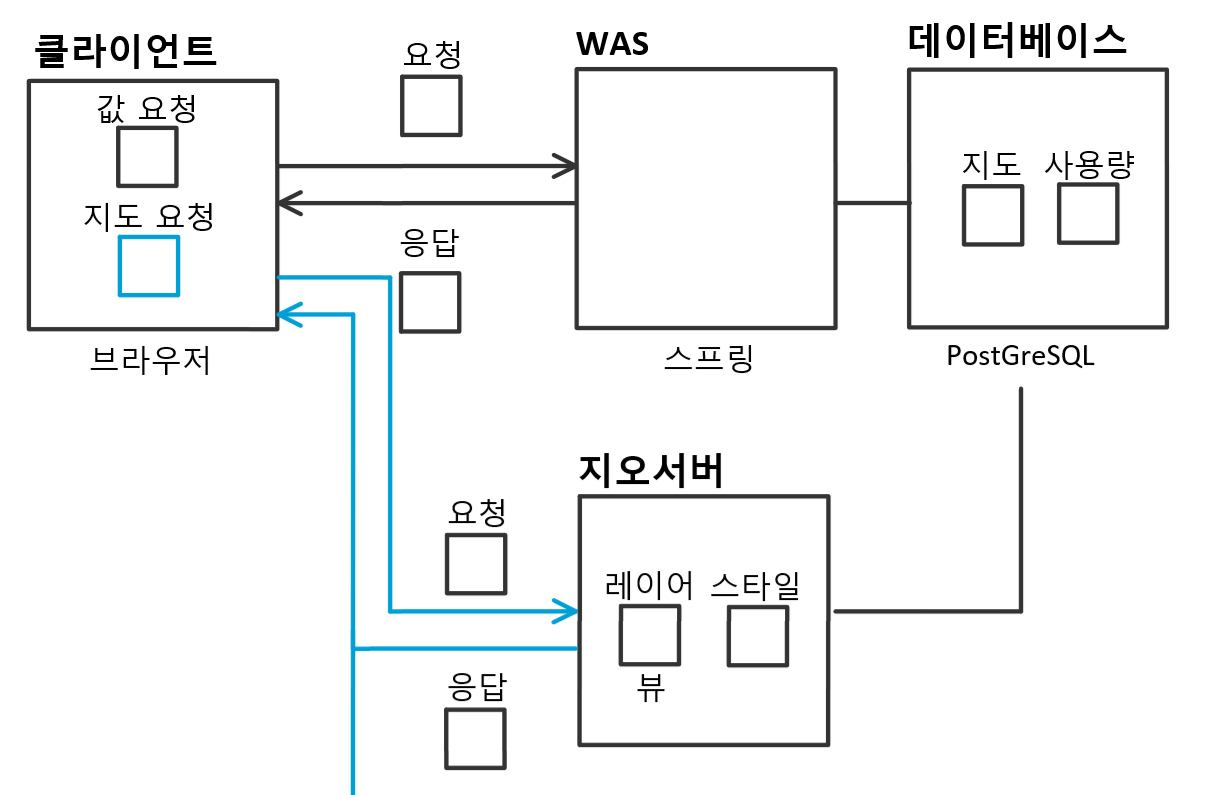 클라이언트
값 요청
지도 요청
브라우저
요청
응답
WAS
스프링
데이터베이스
지도 사용량
PostGreSQL
요청
응답
지오서버
레이어 스타일
뷰